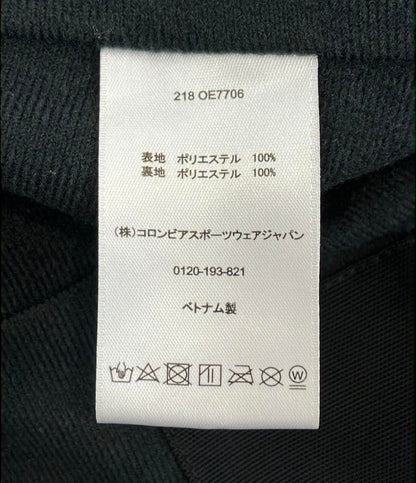 218 OE7706
表地 ポリエステル 100%
裏地 ポリエステル 100%
(株)コロンビアスポーツウェアジャパン
0120-193-821
ベトナム製